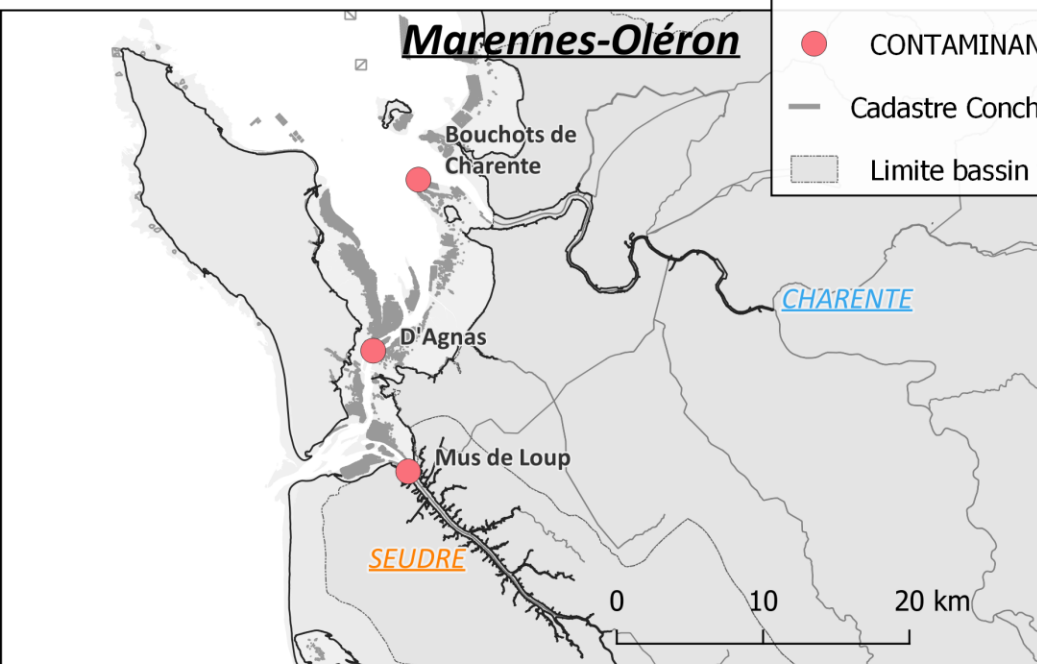 Marennes-Oléron
CONTAMINAN
Cadastre Conch
Limite bassin
Bouchots de
Charente
CHARENTE
D'Agnas
Mus de Loup
SEUDRE
0 10 20 km